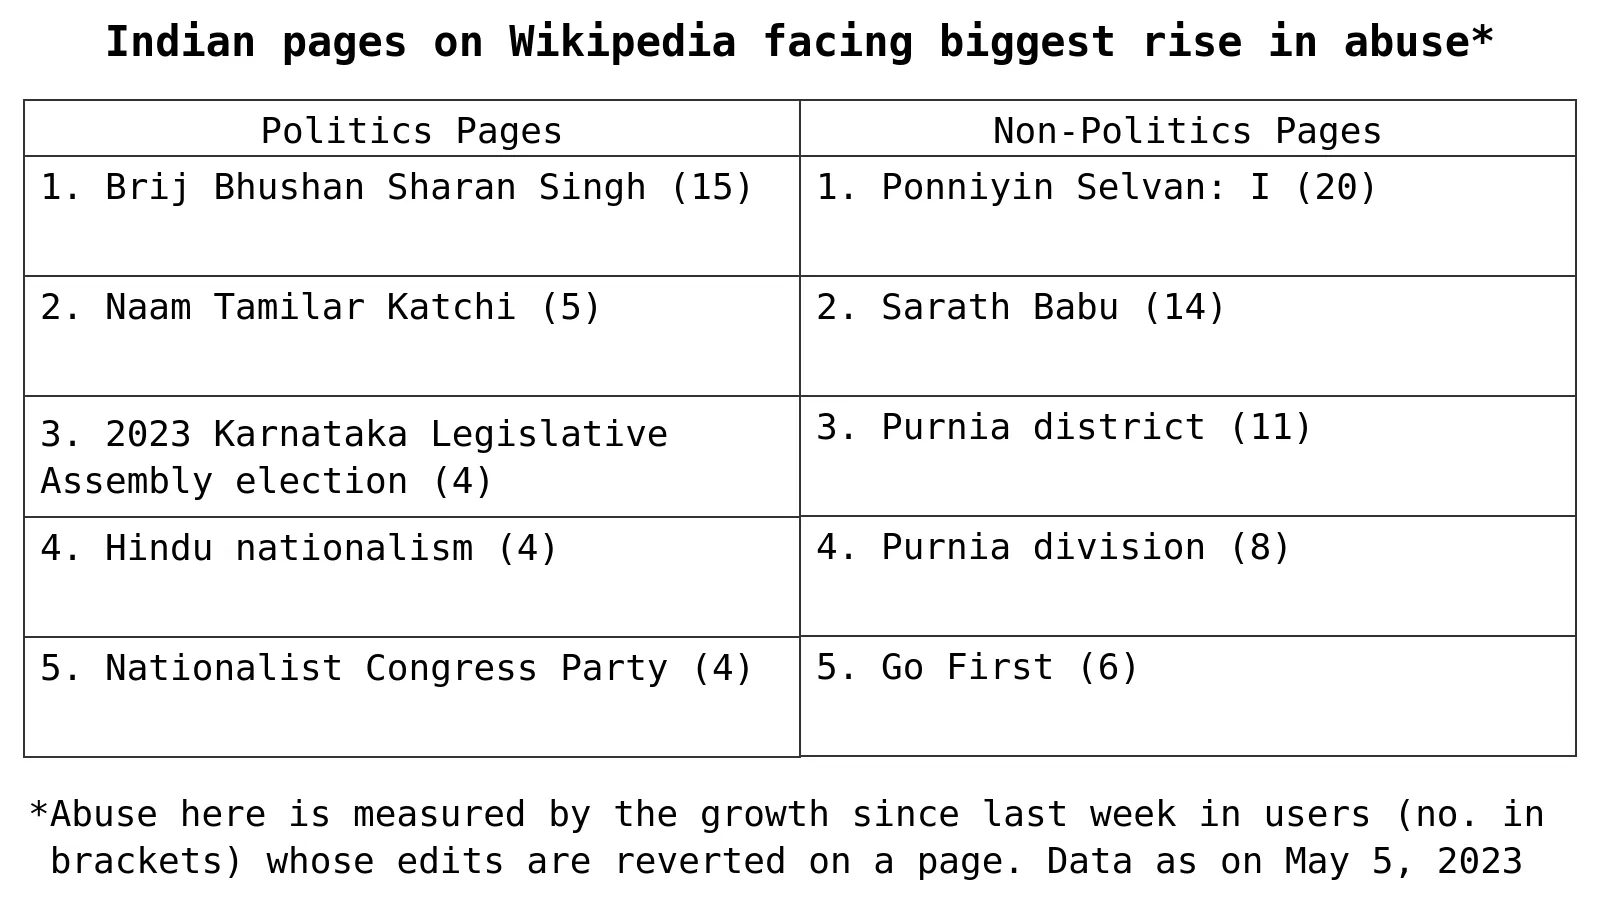 Indian pages on Wikipedia facing biggest rise in abuse*
Politics Pages
Non-Politics Pages
1. Brij Bhushan Sharan Singh (15)
1. Ponniyin Selvan: I (20)
2. Naam Tamilar Katchi (5)
2. Sarath Babu (14)
3. 2023 Karnataka Legislative
Assembly election (4)
3. Purnia district (11)
4. Hindu nationalism (4)
4. Purnia division (8)
5. Nationalist Congress Party (4)
5. Go First (6)
*Abuse here is measured by the growth since last week in users (no. in
brackets) whose edits are reverted on a page. Data as on May 5, 2023